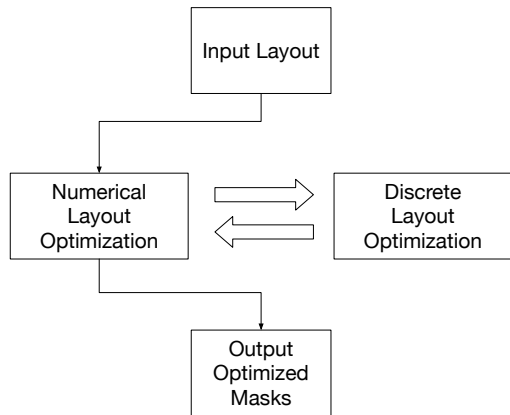 Input Layout
Numerical
Layout
Optimization
Discrete
Layout
Optimization
Output
Optimized
Masks